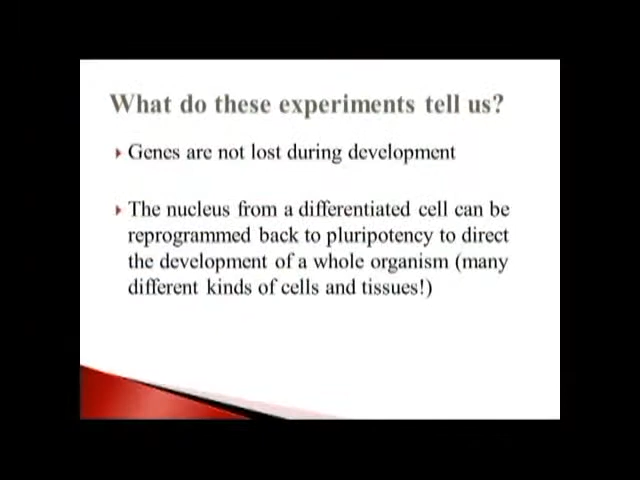 What do these experiments tell us?
Genes are not lost during development
The nucleus from a differentiated cell can be
reprogrammed back to pluripotency to direct
the development of a whole organism (many
different kinds of cells and tissues!)